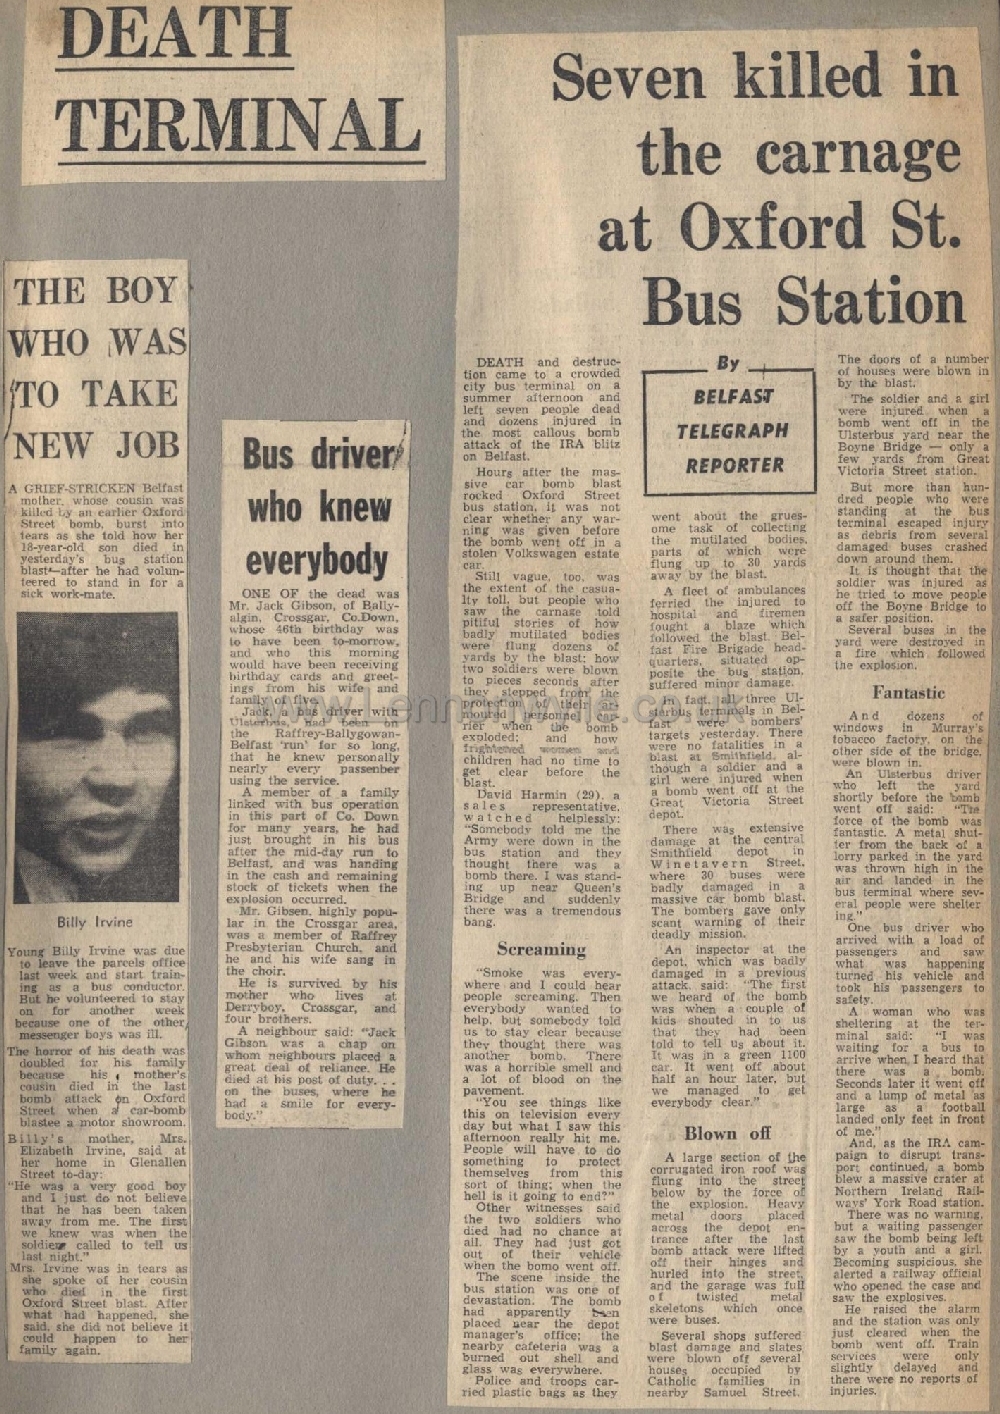 DEATH
TERMINAL
THE BOY
WHO WAS
TO TAKE
NEW JOB
A GRIEF-STRICKEN Belfast
mother, whose cousin was
killed by an earlier Oxford
Street bomb, burst into
tears as she told how her
18-year-old son died in
yesterday's bus station
blast—after he had volun-
teered to stand in for a
sick work-mate.
Billy Irvine
Young Billy Irvine was due
to leave the parcels office
last week and start train-
ing as a bus conductor.
But he volunteered to stay
on for another week
because one of the other
messenger boys was ill.
The horror of his death was
doubled for his family
because his mother's
cousin died in the last
bomb attack on Oxford
Street when a car-bomb
blastee a motor showroom.
Billy's mother, Mrs.
Elizabeth Irvine, said at
her home in Glenallen
Street to-day:
"He was a very good boy
and I just do not believe
that he has been taken
away from me. The first
we knew was when the
soldiers called to tell us
last night."
Mrs. Irvine was in tears as
she spoke of her cousin
who died in the first
Oxford Street blast. After
what had happened, she
said, she did not believe it
could happen to her
family again.
Bus driver
who knew
everybody
ONE OF the dead was
Mr. Jack Gibson, of Bally-
algin, Crossgar, Co.Down,
whose 46th birthday was
to have been to-morrow,
and who this morning
would have been receiving
birthday cards and greet-
ings from his wife and
family of five.
Jack, a bus driver with
Ulsterbus, had been on
the Raffrey-Ballygowan-
Belfast 'run' for so long,
that he knew personally
nearly every passenber
using the service.
A member of a family
linked with bus operation
in this part of Co. Down
for many years, he had
just brought in his bus
after the mid-day run to
Belfast, and was handing
in the cash and remaining
stock of tickets when the
explosion occurred.
Mr. Gibsen, highly popu-
lar in the Crossgar area,
was a member of Raffrey
Presbyterian Church, and
he and his wife sang in
the choir.
He is survived by his
mother who lives at
Derryboy, Crossgar, and
four brothers.
A neighbour said: "Jack
Gibson was a chap on
whom neighbours placed a
great deal of reliance. He
died at his post of duty. . .
on the buses, where he
had a smile for every-
body."
Seven killed in
the carnage
at Oxford St.
Bus Station
DEATH and destruc-
tion came to a crowded
city bus terminal on a
summer afternoon and
left seven people dead
and dozens injured in
the most callous bomb
attack of the IRA blitz
on Belfast.
Hours after the mas-
sive car bomb blast
rocked Oxford Street
bus station, it was not
clear whether any war-
ning was given before
the bomb went off in a
stolen Volkswagen estate
car.
Still vague, too, was
the extent of the casua-
lty toll, but people who
saw the carnage told
pitiful stories of how
badly mutilated bodies
were flung dozens of
yards by the blast; how
two soldiers were blown
to pieces seconds after
they stepped from the
protection of their ar-
moured personnel car-
rier when the bomb
exploded; and how
frightened women and
children had no time to
get clear before the
blast.
David Harmin (29), a
sales representative,
watched helplessly:
"Somebody told me the
Army were down in the
bus station and they
thought there was a
bomb there. I was stand-
ing up near Queen's
Bridge and suddenly
there was a tremendous
bang.
Screaming
"Smoke was every-
where and I could hear
people screaming. Then
everybody wanted to
help, but somebody told
us to stay clear because
they thought there was
another bomb. There
was a horrible smell and
a lot of blood on the
pavement.
"You see things like
this on television every
day but what I saw this
afternoon really hit me.
People will have to do
something to protect
themselves from this
sort of thing; when the
hell is it going to end?"
Other witnesses said
the two soldiers who
died had no chance at
all. They had just got
out of their vehicle
when the bomo went off.
The scene inside the
bus station was one of
devastation. The bomb
had apparently been
placed near the depot
manager's office; the
nearby cafeteria was a
burned out shell and
glass was everywhere.
Police and troops car-
ried plastic bags as they
By
BELFAST
TELEGRAPH
REPORTER
went about the grues-
ome task of collecting
the mutilated bodies,
parts of which were
flung up to 30 yards
away by the blast.
A fleet of ambulances
ferried the injured to
hospital and firemen
fought a blaze which
followed the blast. Bel-
fast Fire Brigade head-
quarters, situated op-
posite the bus station,
suffered minor damage.
In fact, all three Ul-
sterbus terminals in Bel-
fast were bombers'
targets yesterday. There
were no fatalities in a
blast at Smithfield, al-
though a soldier and a
girl were injured when
a bomb went off at the
Great Victoria Street
depot.
There was extensive
damage at the central
Smithfield depot in
Winetavern Street,
where 30 buses were
badly damaged in a
massive car bomb blast.
The bombers gave only
scant warning of their
deadly mission.
An inspector at the
depot, which was badly
damaged in a previous
attack, said: "The first
we heard of the bomb
was when a couple of
kids shouted in to us
that they had been
told to tell us about it.
It was in a green 1100
car. It went off about
half an hour later, but
we managed to get
everybody clear."
Blown off
A large section of the
corrugated iron roof was
flung into the street
below by the force of
the explosion. Heavy
metal doors placed
across the depot en-
trance after the last
bomb attack were lifted
off their hinges and
hurled into the street,
and the garage was full
of twisted metal
skeletons which once
were buses.
Several shops suffered
blast damage and slates
were blown off several
houses occupied by
Catholic families in
nearby Samuel Street.
The doors of a number
of houses were blown in
by the blast.
The soldier and a girl
were injured when a
bomb went off in the
Ulsterbus yard near the
Boyne Bridge — only a
few yards from Great
Victoria Street station.
But more than hun-
dred people who were
standing at the bus
terminal escaped injury
as debris from several
damaged buses crashed
down around them.
It is thought that the
soldier was injured as
he tried to move people
off the Boyne Bridge to
a safer position.
Several buses in the
yard were destroyed in
a fire which followed
the explosion.
Fantastic
And dozens of
windows in Murray's
tobacco factory, on the
other side of the bridge,
were blown in.
An Ulsterbus driver
who left the yard
shortly before the bomb
went off said: "The
force of the bomb was
fantastic. A metal shut-
ter from the back of a
lorry parked in the yard
was thrown high in the
air and landed in the
bus terminal where sev-
eral people were shelter
ing."
One bus driver who
arrived with a load of
passengers and saw
what was happening
turned his vehicle and
took his passengers to
safety.
A woman who was
sheltering at the ter-
minal said: "I was
waiting for a bus to
arrive when I heard that
there was a bomb.
Seconds later it went off
and a lump of metal as
large as a football
landed only feet in front
of me."
And, as the IRA cam-
paign to disrupt trans-
port continued, a bomb
blew a massive crater at
Northern Ireland Rail-
ways' York Road station.
There was no warning,
but a waiting passenger
saw the bomb being left
by a youth and a girl.
Becoming suspicious, she
alerted a railway official
who opened the case and
saw the explosives.
He raised the alarm
and the station was only
just cleared when the
bomb went off. Train
services were only
slightly delayed and
there were no reports of
injuries.